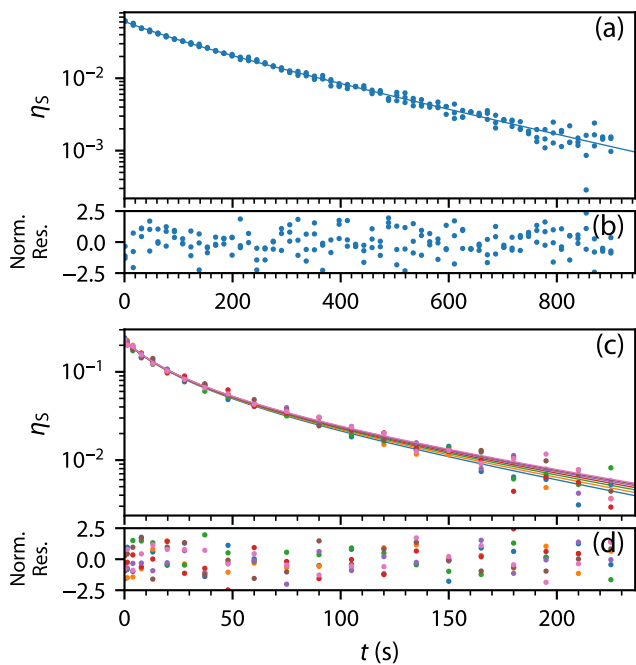 (a)
10⁻²
10⁻³
ηS
(b)
2.5
0.0
−2.5
Norm.
Res.
0 200 400 600 800
(c)
10⁻¹
10⁻²
ηS
(d)
2.5
0.0
−2.5
Norm.
Res.
0 50 100 150 200
t (s)